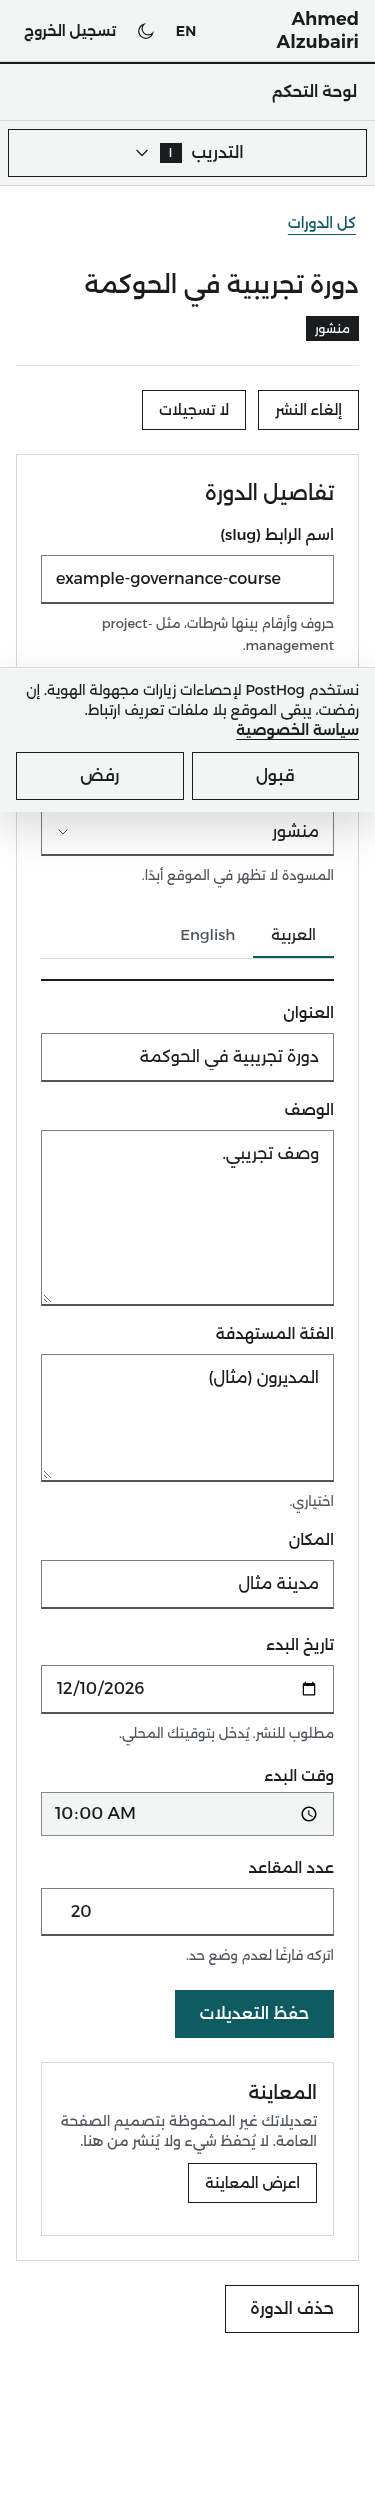 Ahmed
Alzubairi
EN
تسجيل الخروج
لوحة التحكم
التدريب
كل الدورات
دورة تجريبية في الحوكمة
منشور
إلغاء النشر
لا تسجيلات
تفاصيل الدورة
اسم الرابط (slug)
example-governance-course
حروف وأرقام بينها شرطات، مثل project-
management.
نستخدم PostHog لإحصاءات زيارات مجهولة الهوية. إن
رفضت، يبقى الموقع بلا ملفات تعريف ارتباط.
سياسة الخصوصية
قبول
رفض
منشور
المسودة لا تظهر في الموقع أبدًا.
العربية
English
العنوان
دورة تجريبية في الحوكمة
الوصف
وصف تجريبي.
الفئة المستهدفة
المديرون (مثال)
اختياري.
المكان
مدينة مثال
تاريخ البدء
12/10/2026
مطلوب للنشر. يُدخل بتوقيتك المحلي.
وقت البدء
10:00 AM
عدد المقاعد
20
اتركه فارغًا لعدم وضع حد.
حفظ التعديلات
المعاينة
تعديلاتك غير المحفوظة بتصميم الصفحة
العامة. لا يُحفظ شيء ولا يُنشر من هنا.
اعرض المعاينة
حذف الدورة